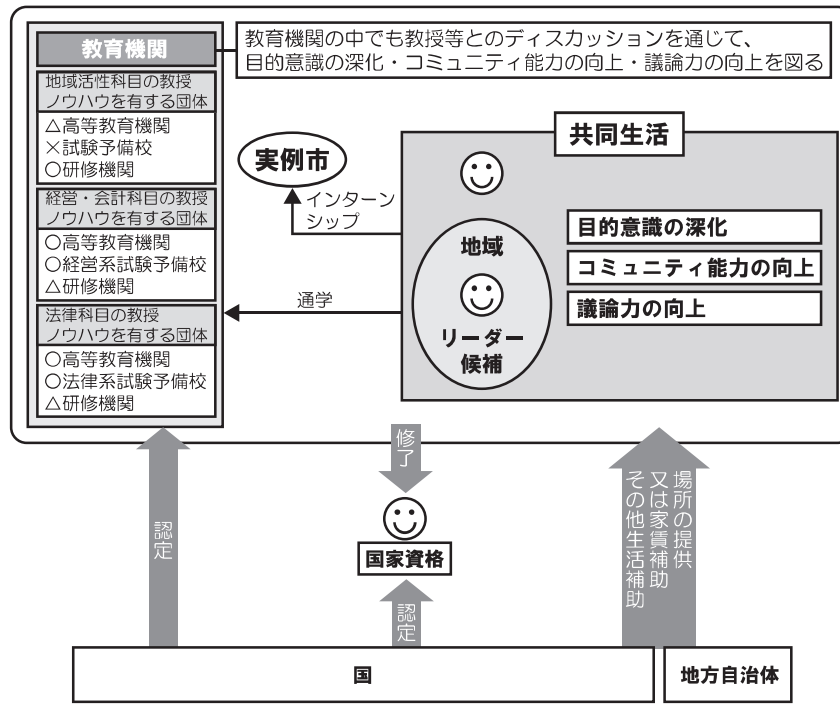 教育機関
教育機関の中でも教授等とのディスカッションを通じて、
目的意識の深化・コミュニティ能力の向上・議論力の向上を図る
地域活性科目の教授
ノウハウを有する団体
△高等教育機関
×試験予備校
○研修機関
経営・会計科目の教授
ノウハウを有する団体
○高等教育機関
○経営系試験予備校
△研修機関
法律科目の教授
ノウハウを有する団体
○高等教育機関
○法律系試験予備校
△研修機関
実例市
インターン
シップ
通学
共同生活
地域
リーダー
候補
目的意識の深化
コミュニティ能力の向上
議論力の向上
認定
修了
国家資格
認定
場所の提供
又は家賃補助
その他生活補助
国
地方自治体